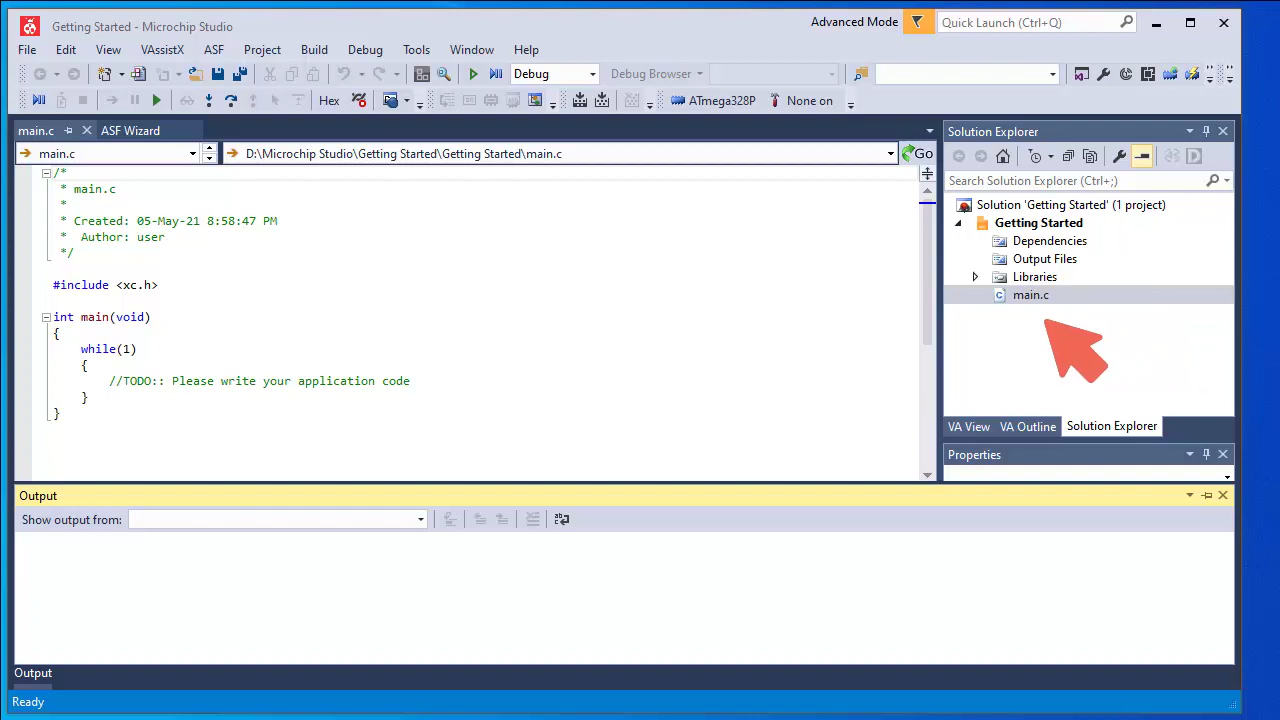 Getting Started - Microchip Studio
Advanced Mode
Quick Launch (Ctrl+Q)
File Edit View VAssistX ASF Project Build Debug Tools Window Help
Debug
Debug Browser
Hex
ATmega328P
None on
main.c
ASF Wizard
main.c
D:\Microchip Studio\Getting Started\Getting Started\main.c
Go
/*
* main.c
*
* Created: 05-May-21 8:58:47 PM
*  Author: user
*/
#include <xc.h>
int main(void)
{
while(1)
{
//TODO:: Please write your application code
}
}
Solution Explorer
Search Solution Explorer (Ctrl+;)
Solution 'Getting Started' (1 project)
Getting Started
Dependencies
Output Files
Libraries
main.c
VA View VA Outline Solution Explorer
Properties
Output
Show output from:
Output
Ready